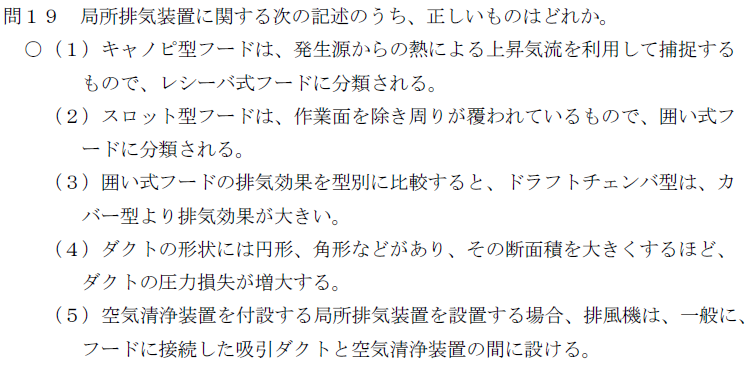 問１９　局所排気装置に関する次の記述のうち、正しいものはどれか。
○（１）キャノピ型フードは、発生源からの熱による上昇気流を利用して捕捉する
もので、レシーバ式フードに分類される。
（２）スロット型フードは、作業面を除き周りが覆われているもので、囲い式フ
ードに分類される。
（３）囲い式フードの排気効果を型別に比較すると、ドラフトチェンバ型は、カ
バー型より排気効果が大きい。
（４）ダクトの形状には円形、角形などがあり、その断面積を大きくするほど、
ダクトの圧力損失が増大する。
（５）空気清浄装置を付設する局所排気装置を設置する場合、排風機は、一般に、
フードに接続した吸引ダクトと空気清浄装置の間に設ける。